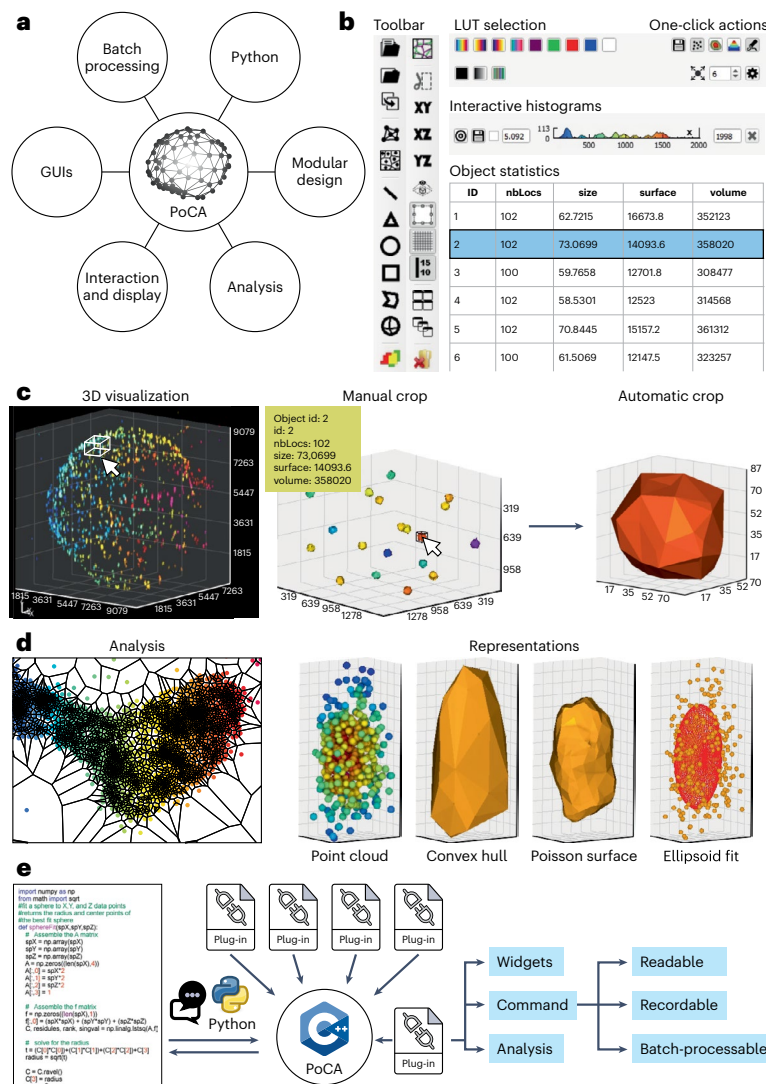 a
Batch
processing
Python
GUIs
PoCA
Modular
design
Interaction
and display
Analysis
b
Toolbar
LUT selection
One-click actions
XY
XZ
YZ
15
10
6
Interactive histograms
5.092
113
0
500
1000
1500
2000
x
1998
Object statistics
ID nbLocs size surface volume
1 102 62.7215 16673.8 352123
2 102 73.0699 14093.6 358020
3 100 59.7658 12701.8 308477
4 102 58.5301 12523 314568
5 102 70.8445 15157.2 361312
6 100 61.5069 12147.5 323257
c
3D visualization
9079
7263
5447
3631
1815
1815 3631 5447 7263 9079
1815 3631 5447 7263
Manual crop
Object id: 2
id: 2
nbLocs: 102
size: 73,0699
surface: 14093.6
volume: 358020
319
639
958
319 639 958 1278
1278 958 639 319
Automatic crop
87
70
52
35
17
17 35 52 70
17 35 52 70
d
Analysis
Representations
Point cloud
Convex hull
Poisson surface
Ellipsoid fit
e
import numpy as np
from math import sqrt
#fit a sphere to X,Y, and Z data points
#returns the radius and center points of
#the best fit sphere
def sphereFit(spX,spY,spZ):
# Assemble the A matrix
spX = np.array(spX)
spY = np.array(spY)
spZ = np.array(spZ)
A = np.zeros((len(spX),4))
A[:,0] = spX*2
A[:,1] = spY*2
A[:,2] = spZ*2
A[:,3] = 1
# Assemble the f matrix
f = np.zeros((len(spX),1))
f[:,0] = (spX*spX) + (spY*spY) + (spZ*spZ)
C, residules, rank, singval = np.linalg.lstsq(A,f)
# solve for the radius
t = (C[0]*C[0])+(C[1]*C[1])+(C[2]*C[2])+C[3]
radius = sqrt(t)
C = C.ravel()
C[3] = radius
Python
Plug-in
Plug-in
Plug-in
Plug-in
C++
PoCA
Plug-in
Widgets
Command
Analysis
Readable
Recordable
Batch-processable